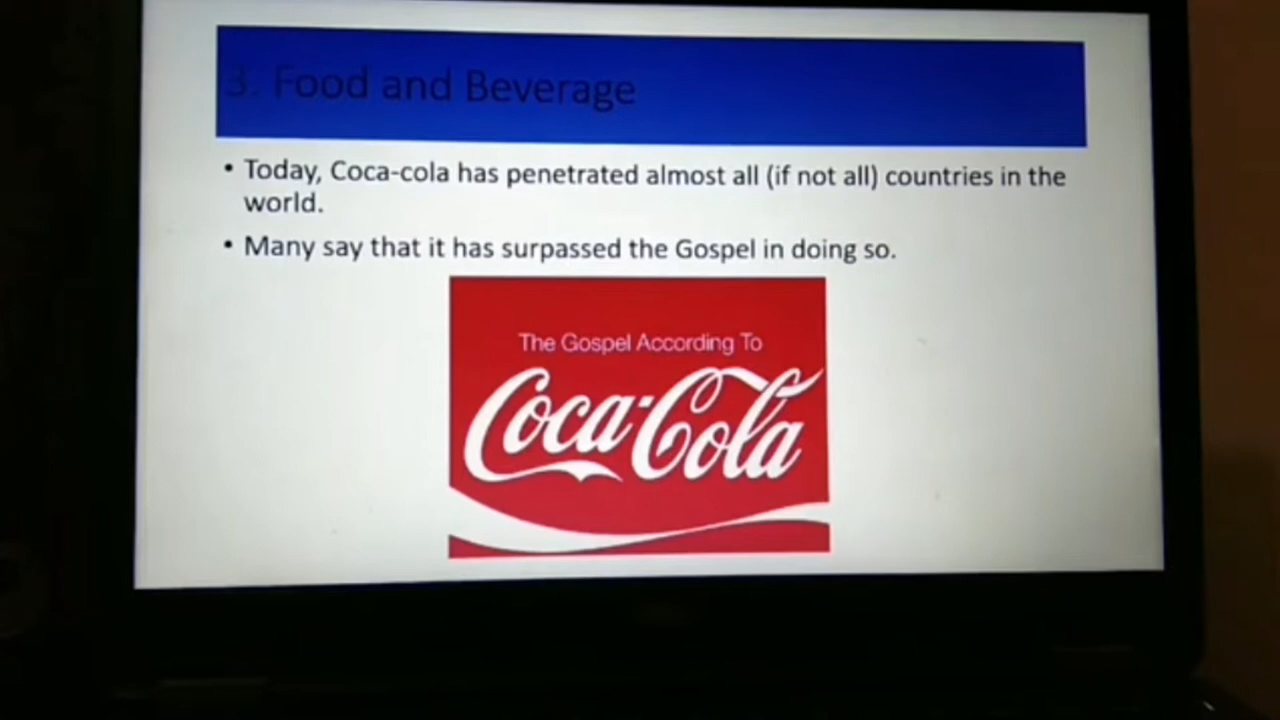 3. Food and Beverage
• Today, Coca-cola has penetrated almost all (if not all) countries in the
world.
• Many say that it has surpassed the Gospel in doing so.
The Gospel According To
Coca-Cola